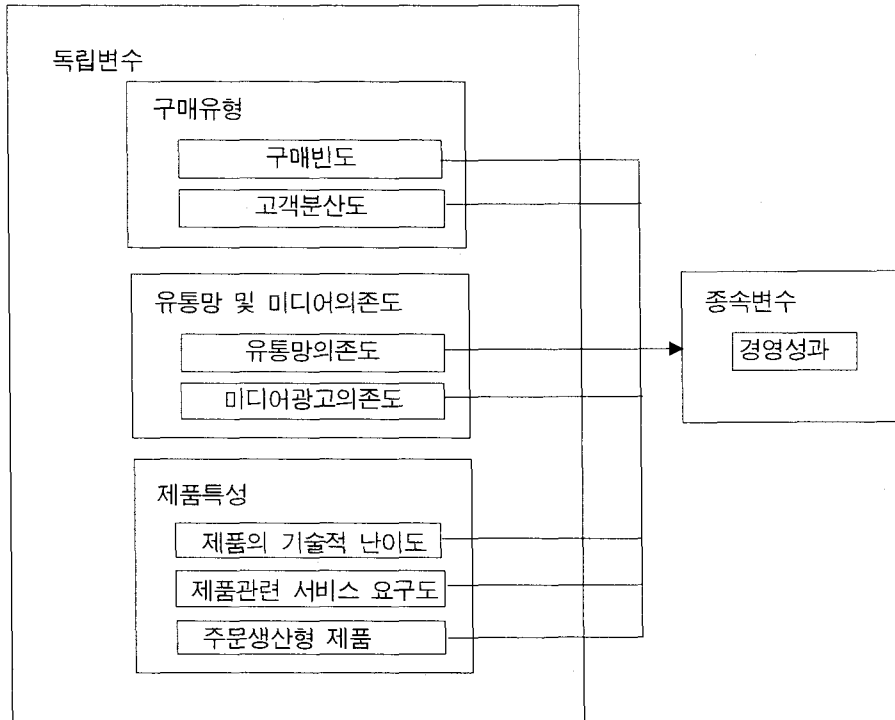 독립변수
구매유형
구매빈도
고객분산도
유통망 및 미디어의존도
유통망의존도
미디어광고의존도
제품특성
제품의 기술적 난이도
제품관련 서비스 요구도
주문생산형 제품
종속변수
경영성과